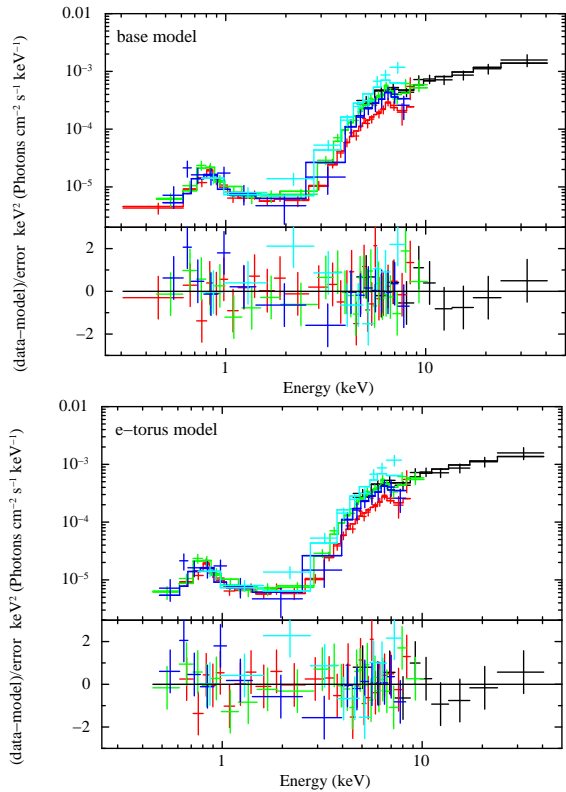 base model
0.01
10⁻³
10⁻⁴
10⁻⁵
keV² (Photons cm⁻² s⁻¹ keV⁻¹)
2
0
−2
(data−model)/error
1
10
Energy (keV)
e−torus model
0.01
10⁻³
10⁻⁴
10⁻⁵
keV² (Photons cm⁻² s⁻¹ keV⁻¹)
2
0
−2
(data−model)/error
1
10
Energy (keV)